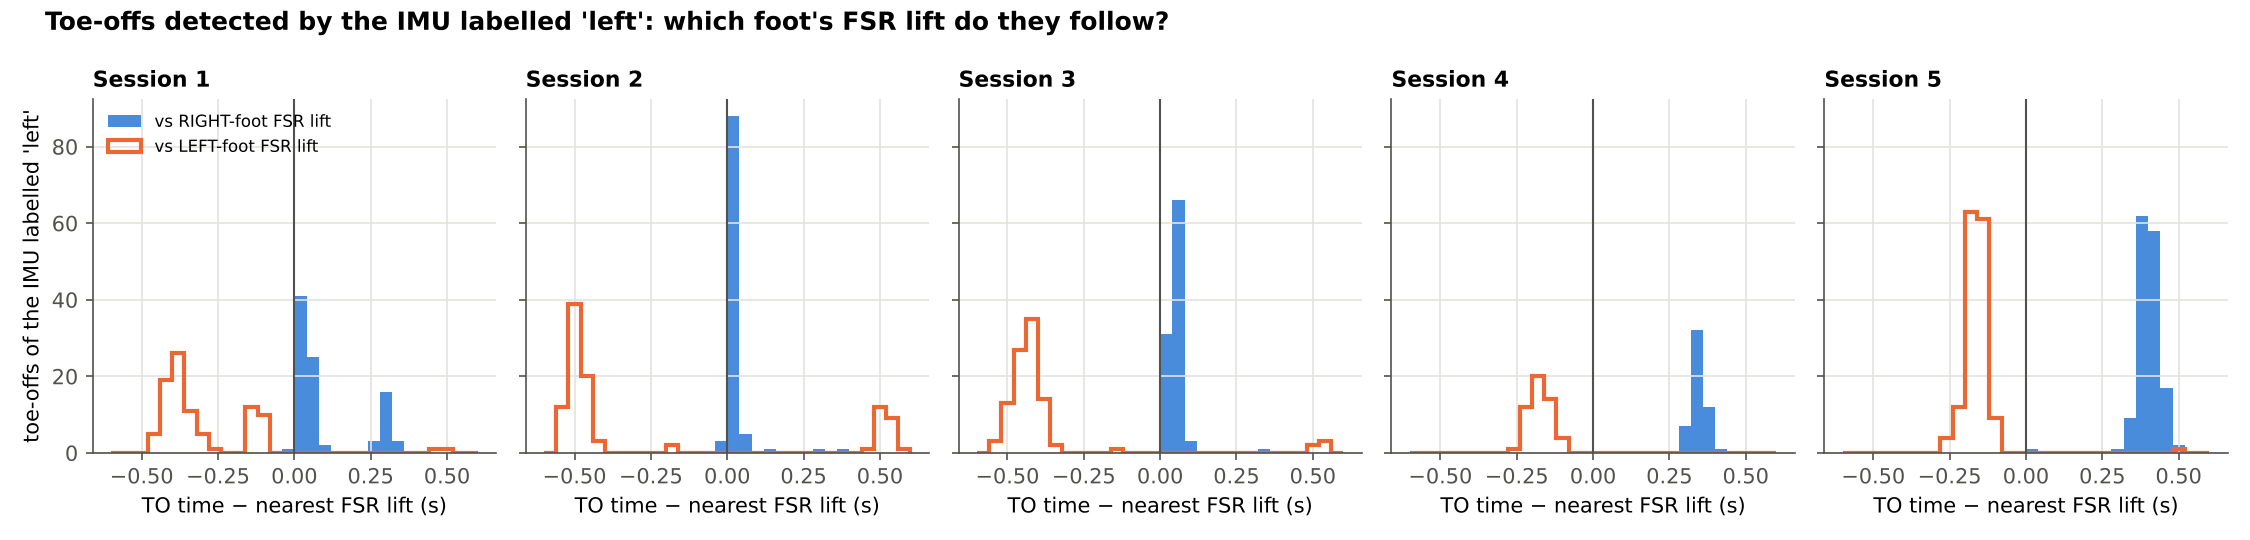 Toe-offs detected by the IMU labelled 'left': which foot's FSR lift do they follow?
Session 1
Session 2
Session 3
Session 4
Session 5
toe-offs of the IMU labelled 'left'
vs RIGHT-foot FSR lift
vs LEFT-foot FSR lift
80
60
40
20
0
−0.50 −0.25 0.00 0.25 0.50
−0.50 −0.25 0.00 0.25 0.50
−0.50 −0.25 0.00 0.25 0.50
−0.50 −0.25 0.00 0.25 0.50
−0.50 −0.25 0.00 0.25 0.50
TO time − nearest FSR lift (s)
TO time − nearest FSR lift (s)
TO time − nearest FSR lift (s)
TO time − nearest FSR lift (s)
TO time − nearest FSR lift (s)